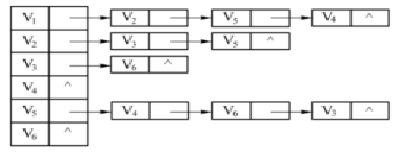 V₁ V₂ V₅ V₄ ^
V₂ V₃ V₅ ^
V₃ V₆ ^
V₄ ^
V₅ V₄ V₆ V₃ ^
V₆ ^